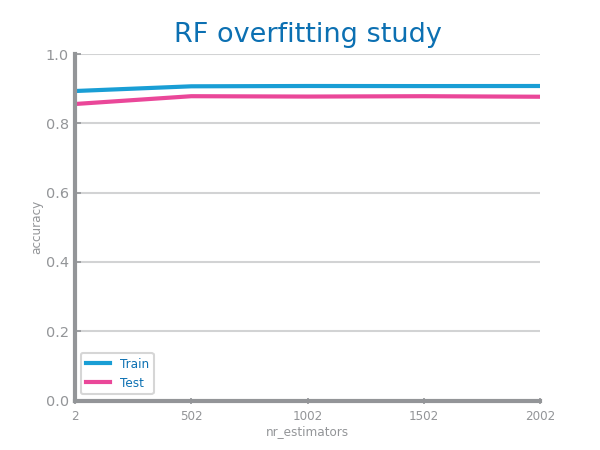 RF overfitting study
1.0
0.8
0.6
0.4
0.2
0.0
accuracy
Train
Test
2 502 1002 1502 2002
nr_estimators